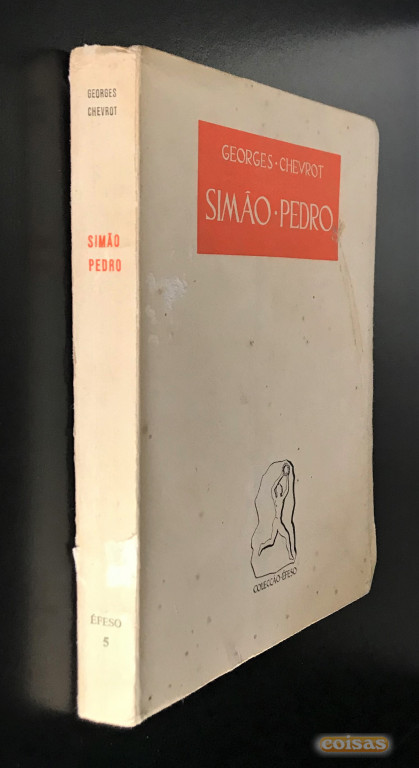 GEORGES
CHEVROT
SIMÃO
PEDRO
ÉFESO
5
GEORGES·CHEVROT
SIMÃO·PEDRO
COLECÇÃO·ÉFESO
coisas